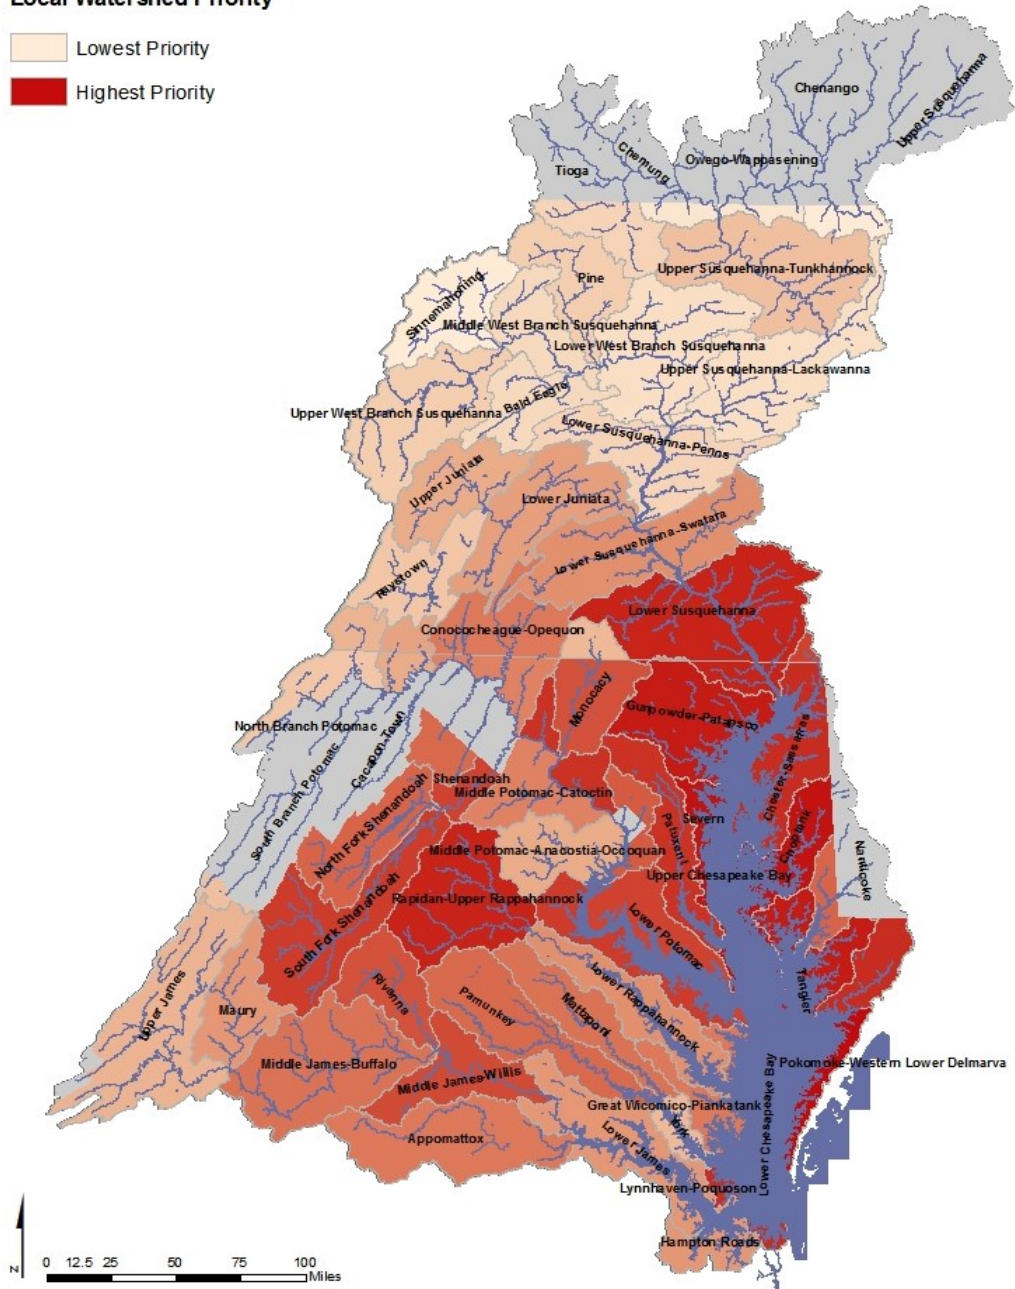 Local Watershed Priority
Lowest Priority
Highest Priority
Chenango
Upper Susquehanna
Owego-Wappasening
Chemung
Tioga
Upper Susquehanna-Tunkhannock
Pine
Sinnemahoning
Middle West Branch Susquehanna
Lower West Branch Susquehanna
Upper Susquehanna-Lackawanna
Bald Eagle
Upper West Branch Susquehanna
Lower Susquehanna-Penns
Upper Juniata
Lower Juniata
Lower Susquehanna-Swatara
Raystown
Lower Susquehanna
Conococheague-Opequon
Monocacy
Gunpowder-Patapsco
North Branch Potomac
Cacapon-Town
South Branch Potomac
Chester-Sassafras
Shenandoah
Middle Potomac-Catoctin
North Fork Shenandoah
Severn
Patuxent
Choptank
Middle Potomac-Anacostia-Occoquan
Upper Chesapeake Bay
Nanticoke
Rapidan-Upper Rappahannock
South Fork Shenandoah
Lower Potomac
Tangier
Upper James
Maury
Rivanna
Pamunkey
Mattaponi
Lower Rappahannock
Middle James-Buffalo
Pokomoke-Western Lower Delmarva
Middle James-Willis
Great Wicomico-Piankatank
York
Lower Chesapeake Bay
Appomattox
Lower James
Lynnhaven-Poquoson
Hampton Roads
N
0 12.5 25 50 75 100
Miles